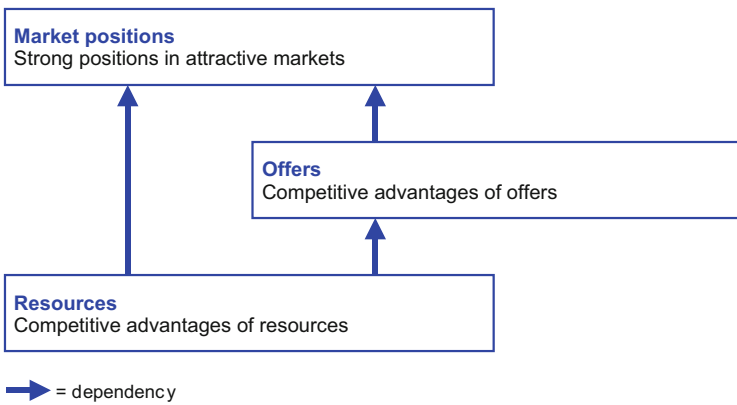 Market positions
Strong positions in attractive markets
Offers
Competitive advantages of offers
Resources
Competitive advantages of resources
= dependency